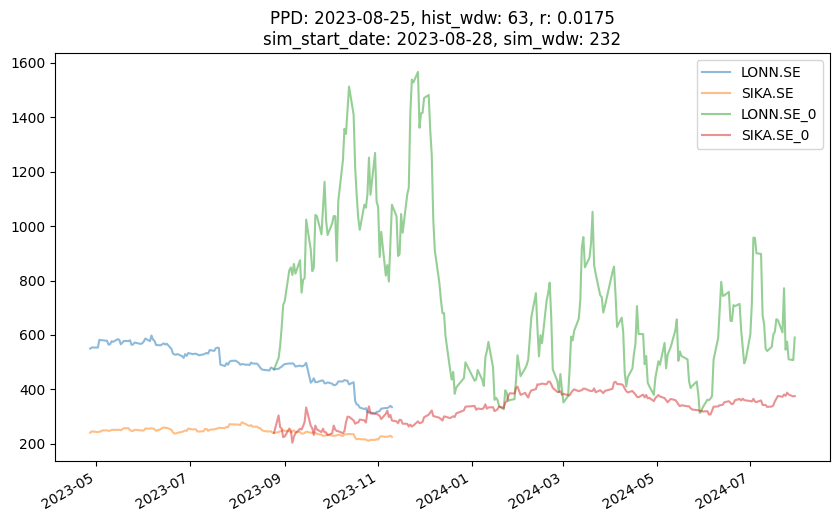 PPD: 2023-08-25, hist_wdw: 63, r: 0.0175
sim_start_date: 2023-08-28, sim_wdw: 232
LONN.SE
SIKA.SE
LONN.SE_0
SIKA.SE_0
1600
1400
1200
1000
800
600
400
200
2023-05
2023-07
2023-09
2023-11
2024-01
2024-03
2024-05
2024-07